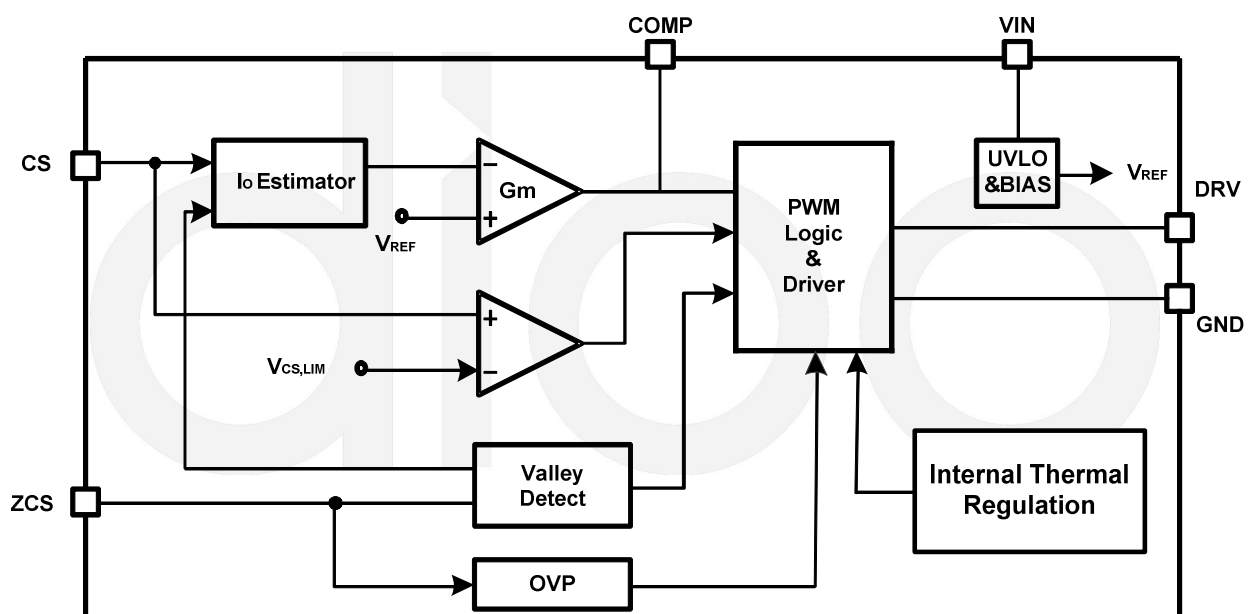 COMP
VIN
CS
IO Estimator
−
Gm
+
VREF
PWM
Logic
&
Driver
UVLO
&BIAS
VREF
DRV
GND
+
−
VCS,LIM
ZCS
Valley
Detect
OVP
Internal Thermal
Regulation
dioo